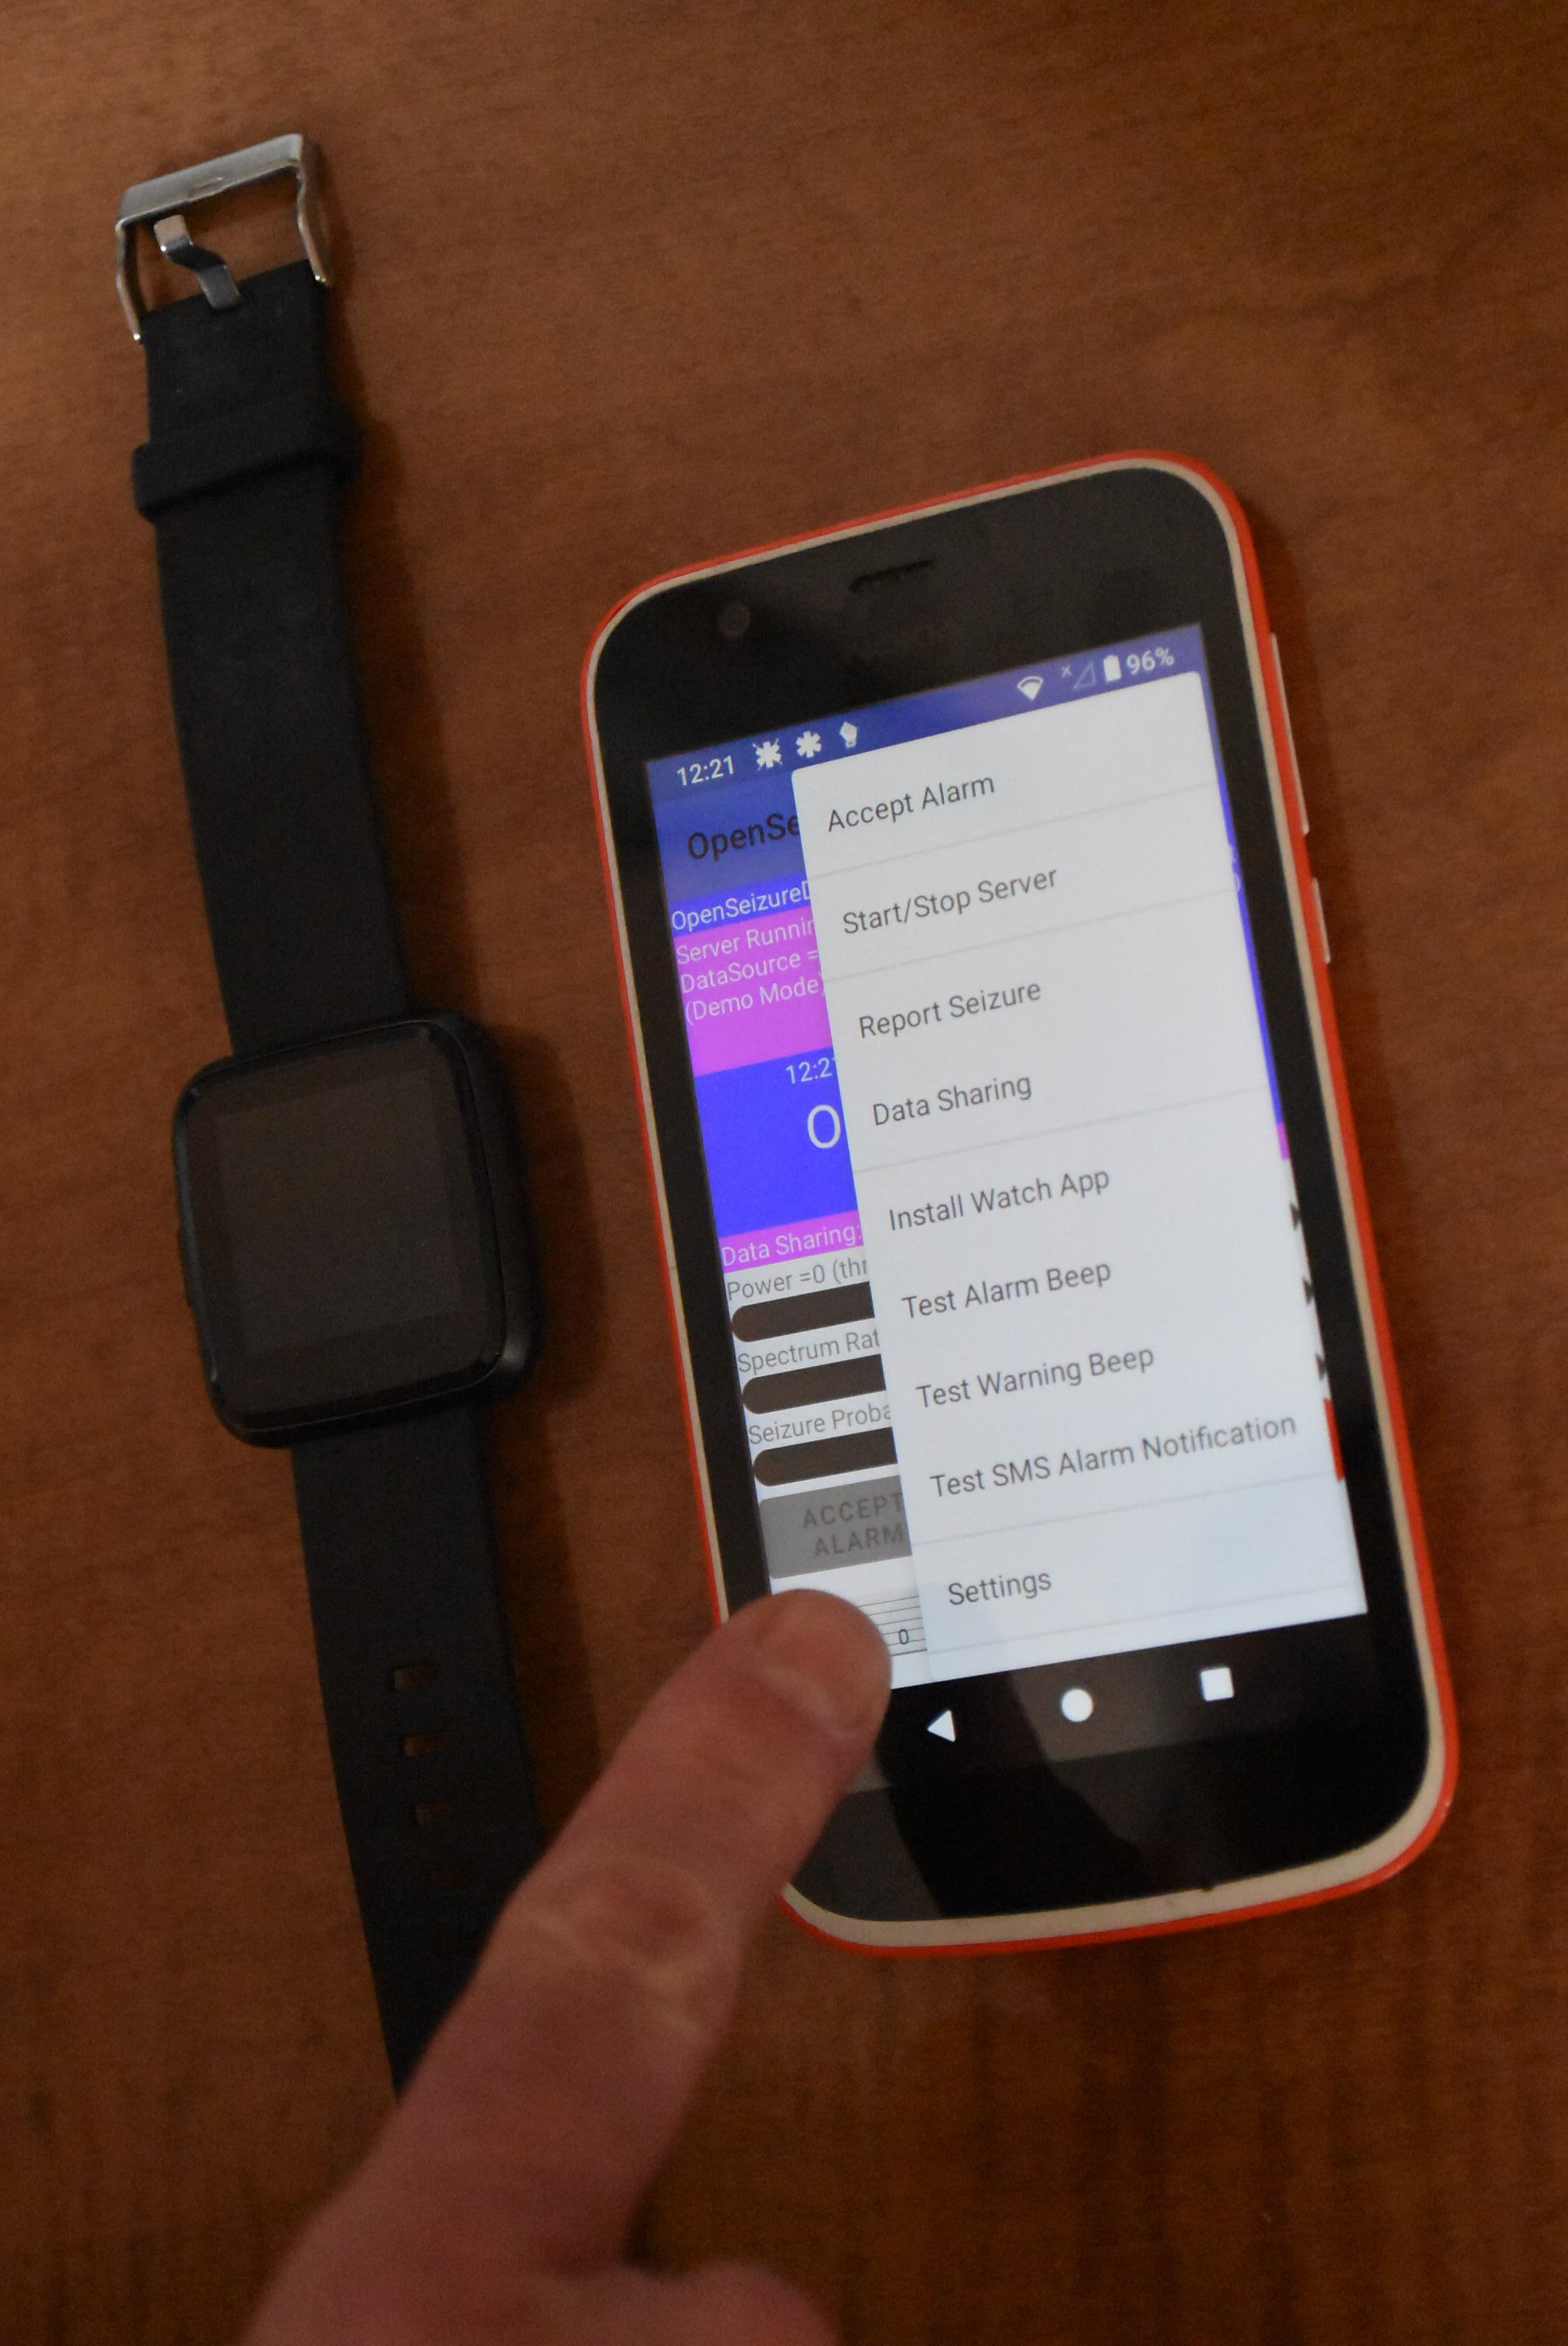 12:21
96%
OpenSe
OpenSeizureD
Server Runnin
DataSource =
(Demo Mode)
12:21
0
Data Sharing:
Power =0 (thr
Spectrum Rat
Seizure Proba
ACCEPT
ALARM
0
Accept Alarm
Start/Stop Server
Report Seizure
Data Sharing
Install Watch App
Test Alarm Beep
Test Warning Beep
Test SMS Alarm Notification
Settings